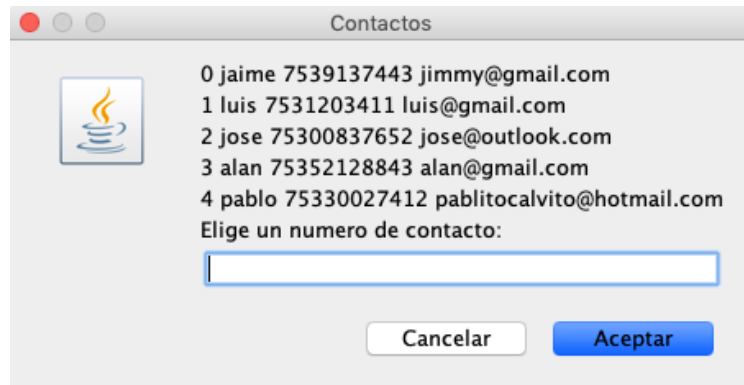 Contactos
0 jaime 7539137443 jimmy@gmail.com
1 luis 7531203411 luis@gmail.com
2 jose 75300837652 jose@outlook.com
3 alan 75352128843 alan@gmail.com
4 pablo 75330027412 pablitocalvito@hotmail.com
Elige un numero de contacto:
Cancelar Aceptar